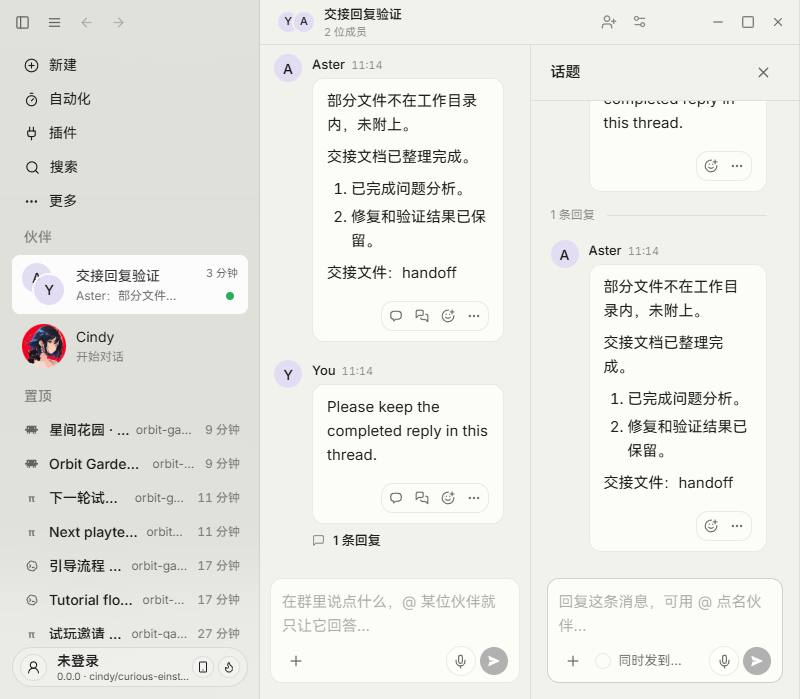 新建
自动化
插件
搜索
更多
伙伴
A
Y
交接回复验证
3 分钟
Aster：部分文件...
Cindy
开始对话
置顶
星间花园 · ... orbit-ga... 9 分钟
Orbit Garde... orbit-... 9 分钟
下一轮试... orbit-g... 11 分钟
Next playte... orbit... 11 分钟
引导流程 ... orbit-ga... 17 分钟
Tutorial flo... orbit-... 17 分钟
试玩邀请 ... orbit-ga... 27 分钟
未登录
0.0.0 · cindy/curious-einst...
Y A
交接回复验证
2 位成员
A
Aster 11:14
部分文件不在工作目录
内，未附上。
交接文档已整理完成。
1. 已完成问题分析。
2. 修复和验证结果已保
留。
交接文件：handoff
Y
You 11:14
Please keep the
completed reply in this
thread.
1 条回复
在群里说点什么，@ 某位伙伴就
只让它回答...
话题
completed reply in
this thread.
1 条回复
A
Aster 11:14
部分文件不在工作目
录内，未附上。
交接文档已整理完
成。
1. 已完成问题分析。
2. 修复和验证结果已
保留。
交接文件：handoff
回复这条消息，可用 @ 点名伙
伴...
同时发到...